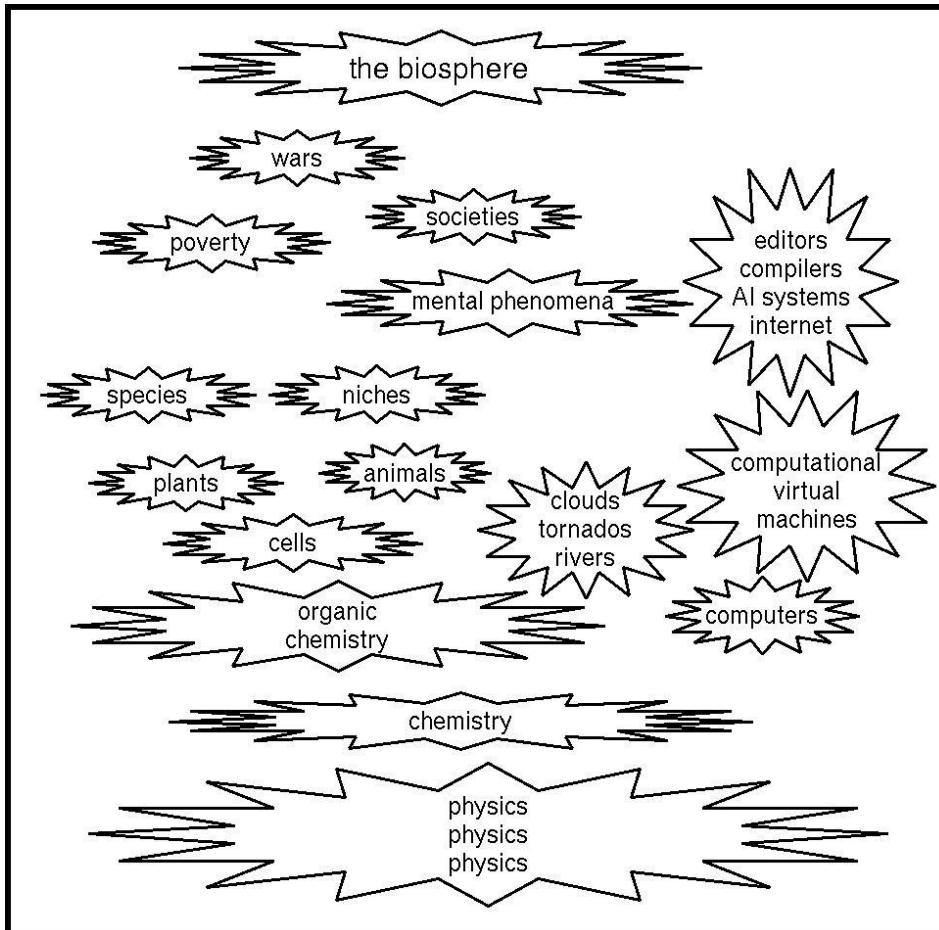 the biosphere
wars
societies
poverty
editors
compilers
AI systems
internet
mental phenomena
species
niches
plants
animals
computational
virtual
machines
clouds
tornados
rivers
cells
organic
chemistry
computers
chemistry
physics
physics
physics